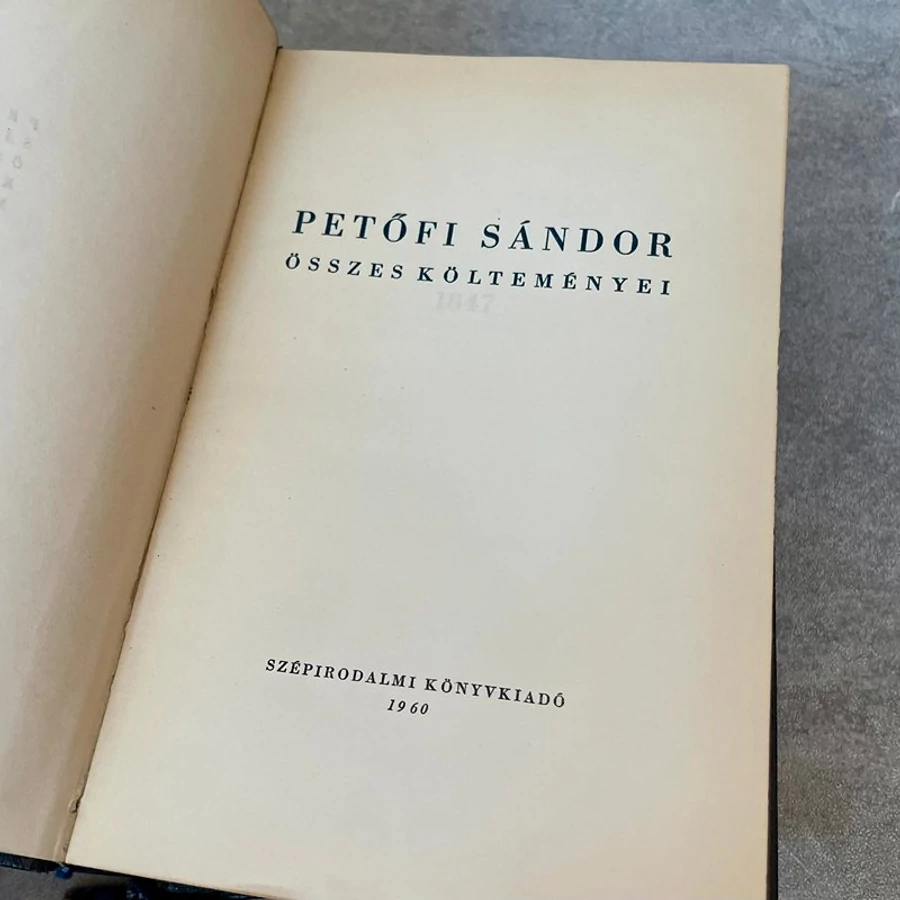 PETŐFI SÁNDOR
ÖSSZES KÖLTEMÉNYEI
1847
SZÉPIRODALMI KÖNYVKIADÓ
1960